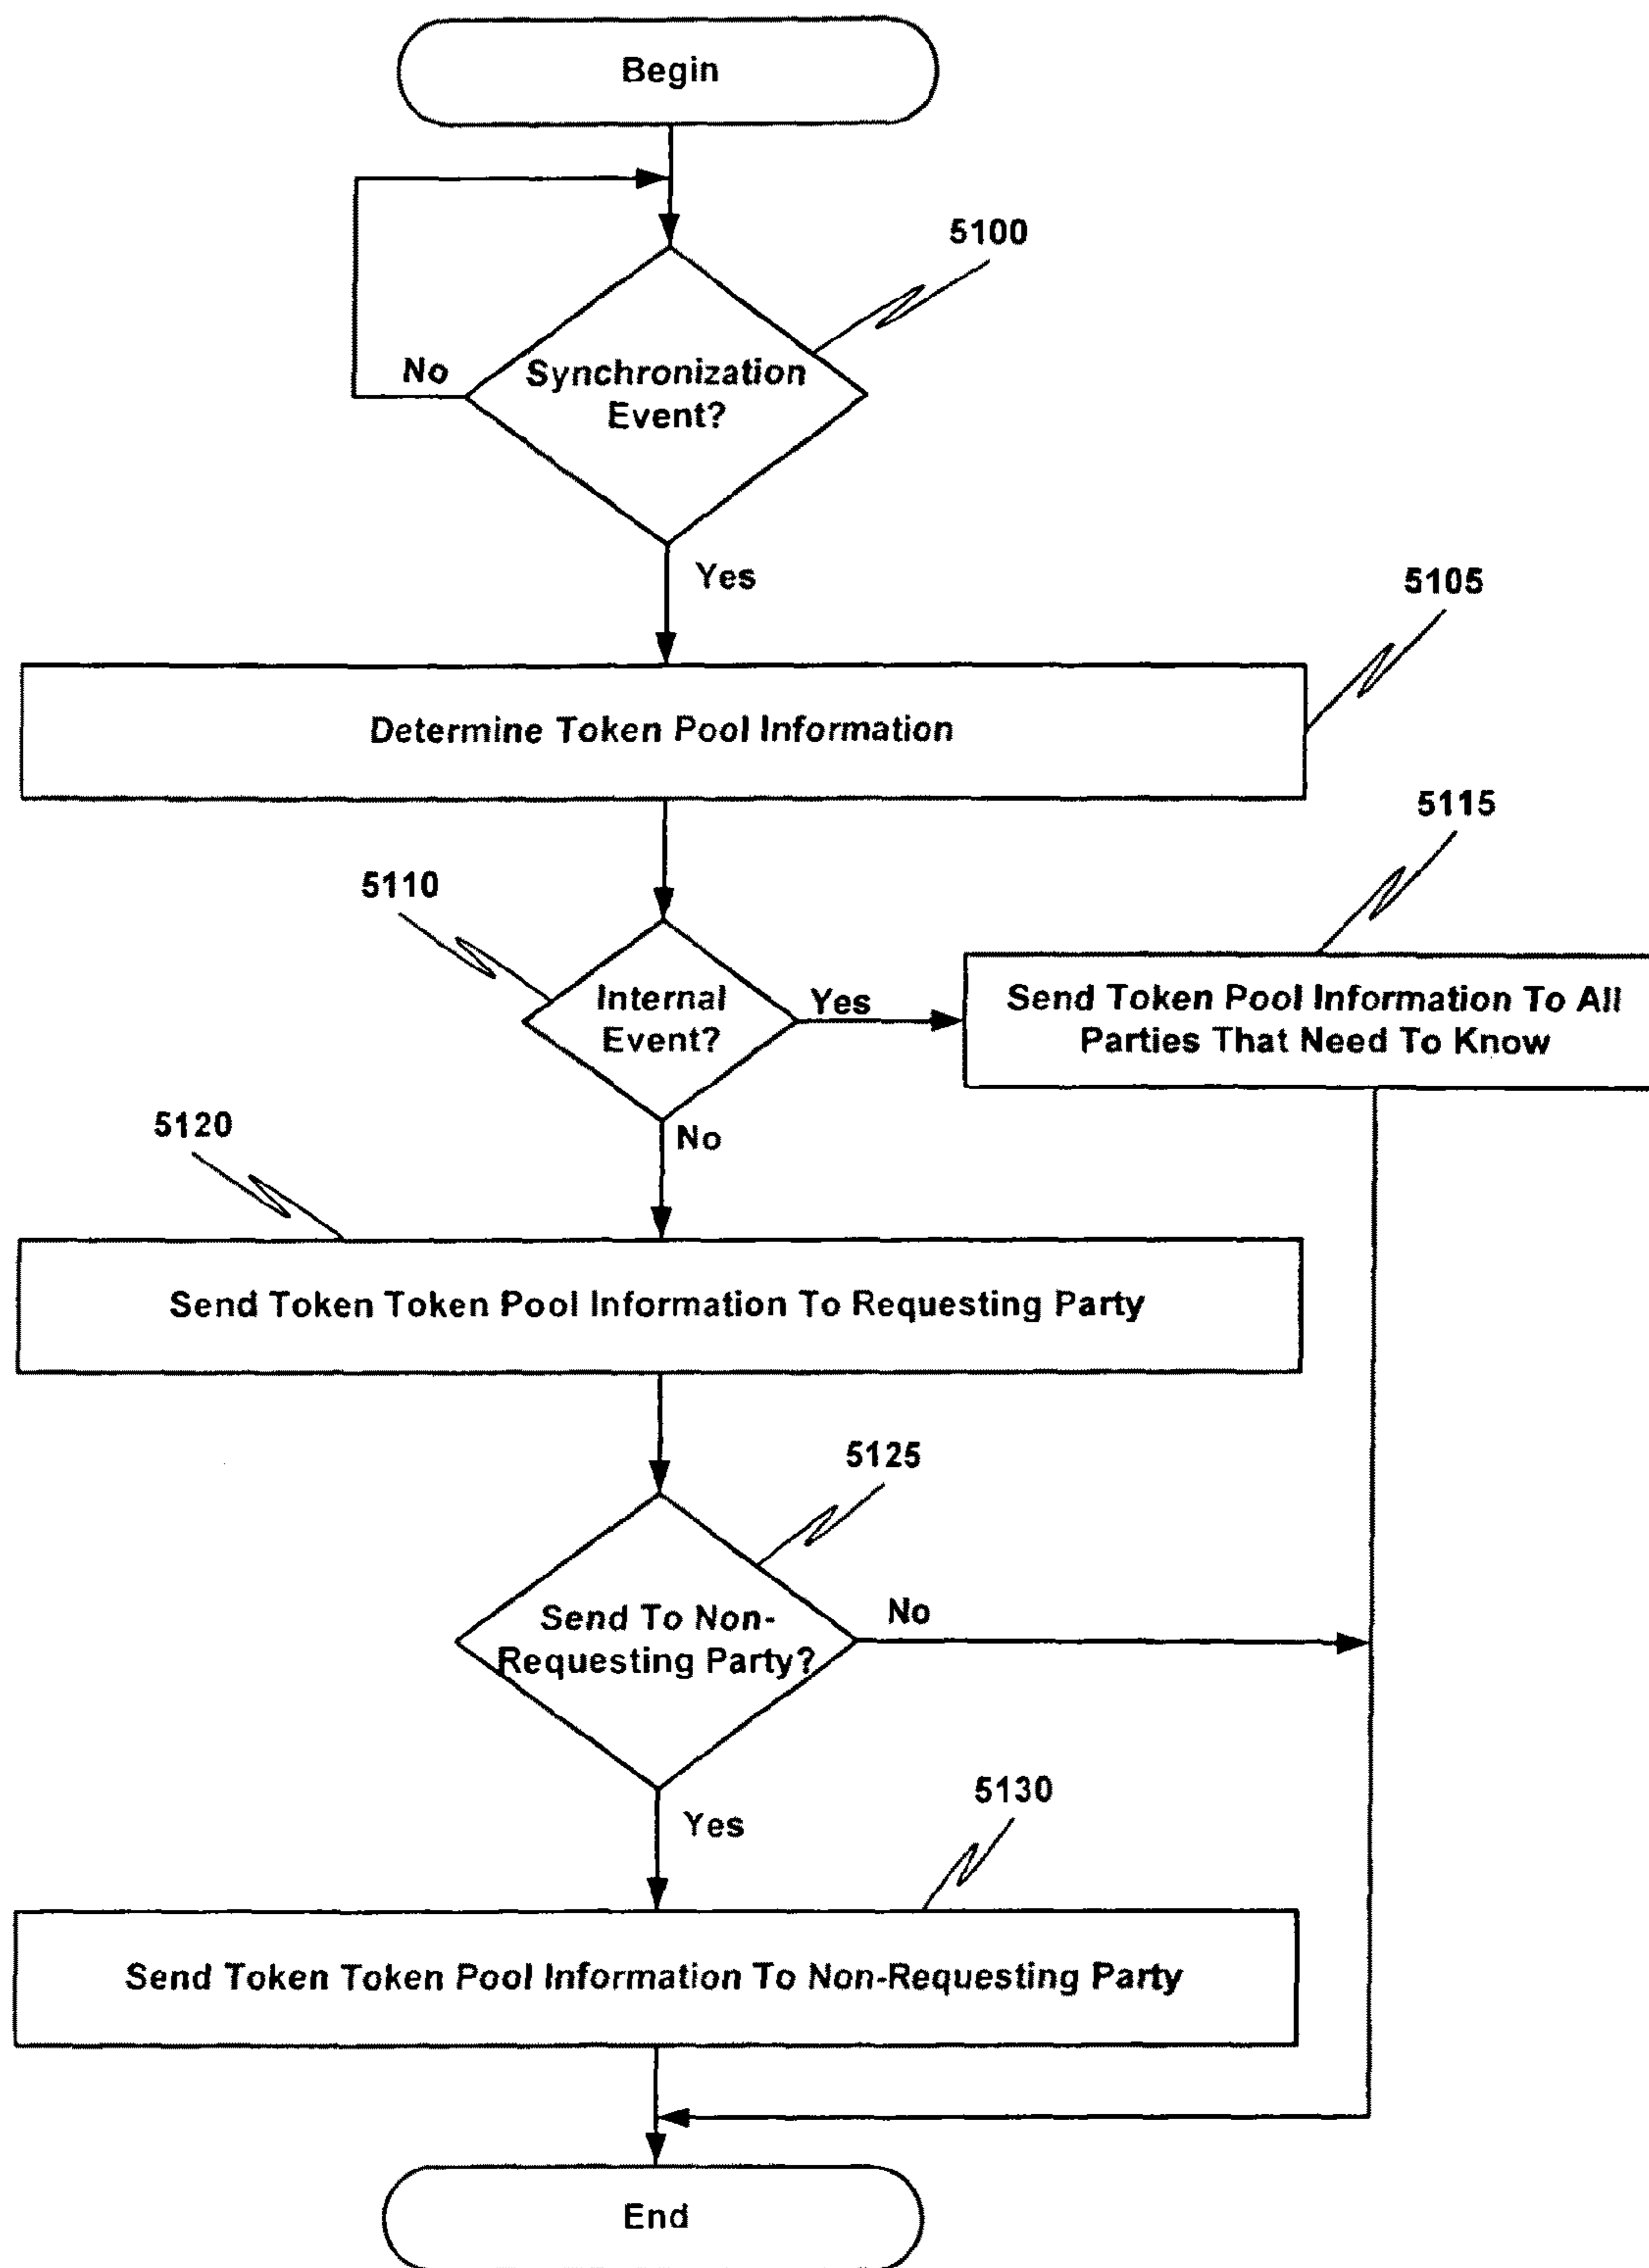 Begin
5100
No
Synchronization
Event?
Yes
5105
Determine Token Pool Information
5115
5110
Internal
Event?
Yes
Send Token Pool Information To All
Parties That Need To Know
No
5120
Send Token Token Pool Information To Requesting Party
5125
Send To Non-
Requesting Party?
No
5130
Yes
Send Token Token Pool Information To Non-Requesting Party
End